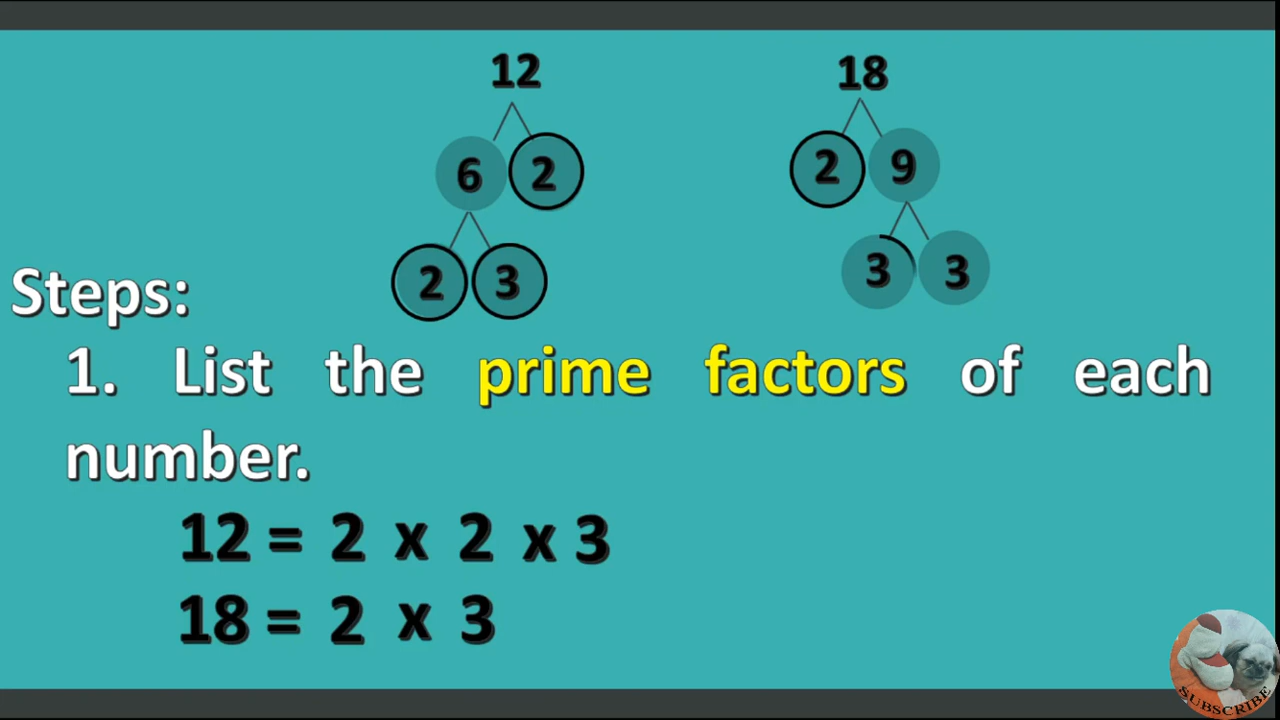 12 18
6 2 2 9
2 3 3 3
Steps:
1. List the prime factors of each
number.
12 = 2 x 2 x 3
18 = 2 x 3
SUBSCRIBE